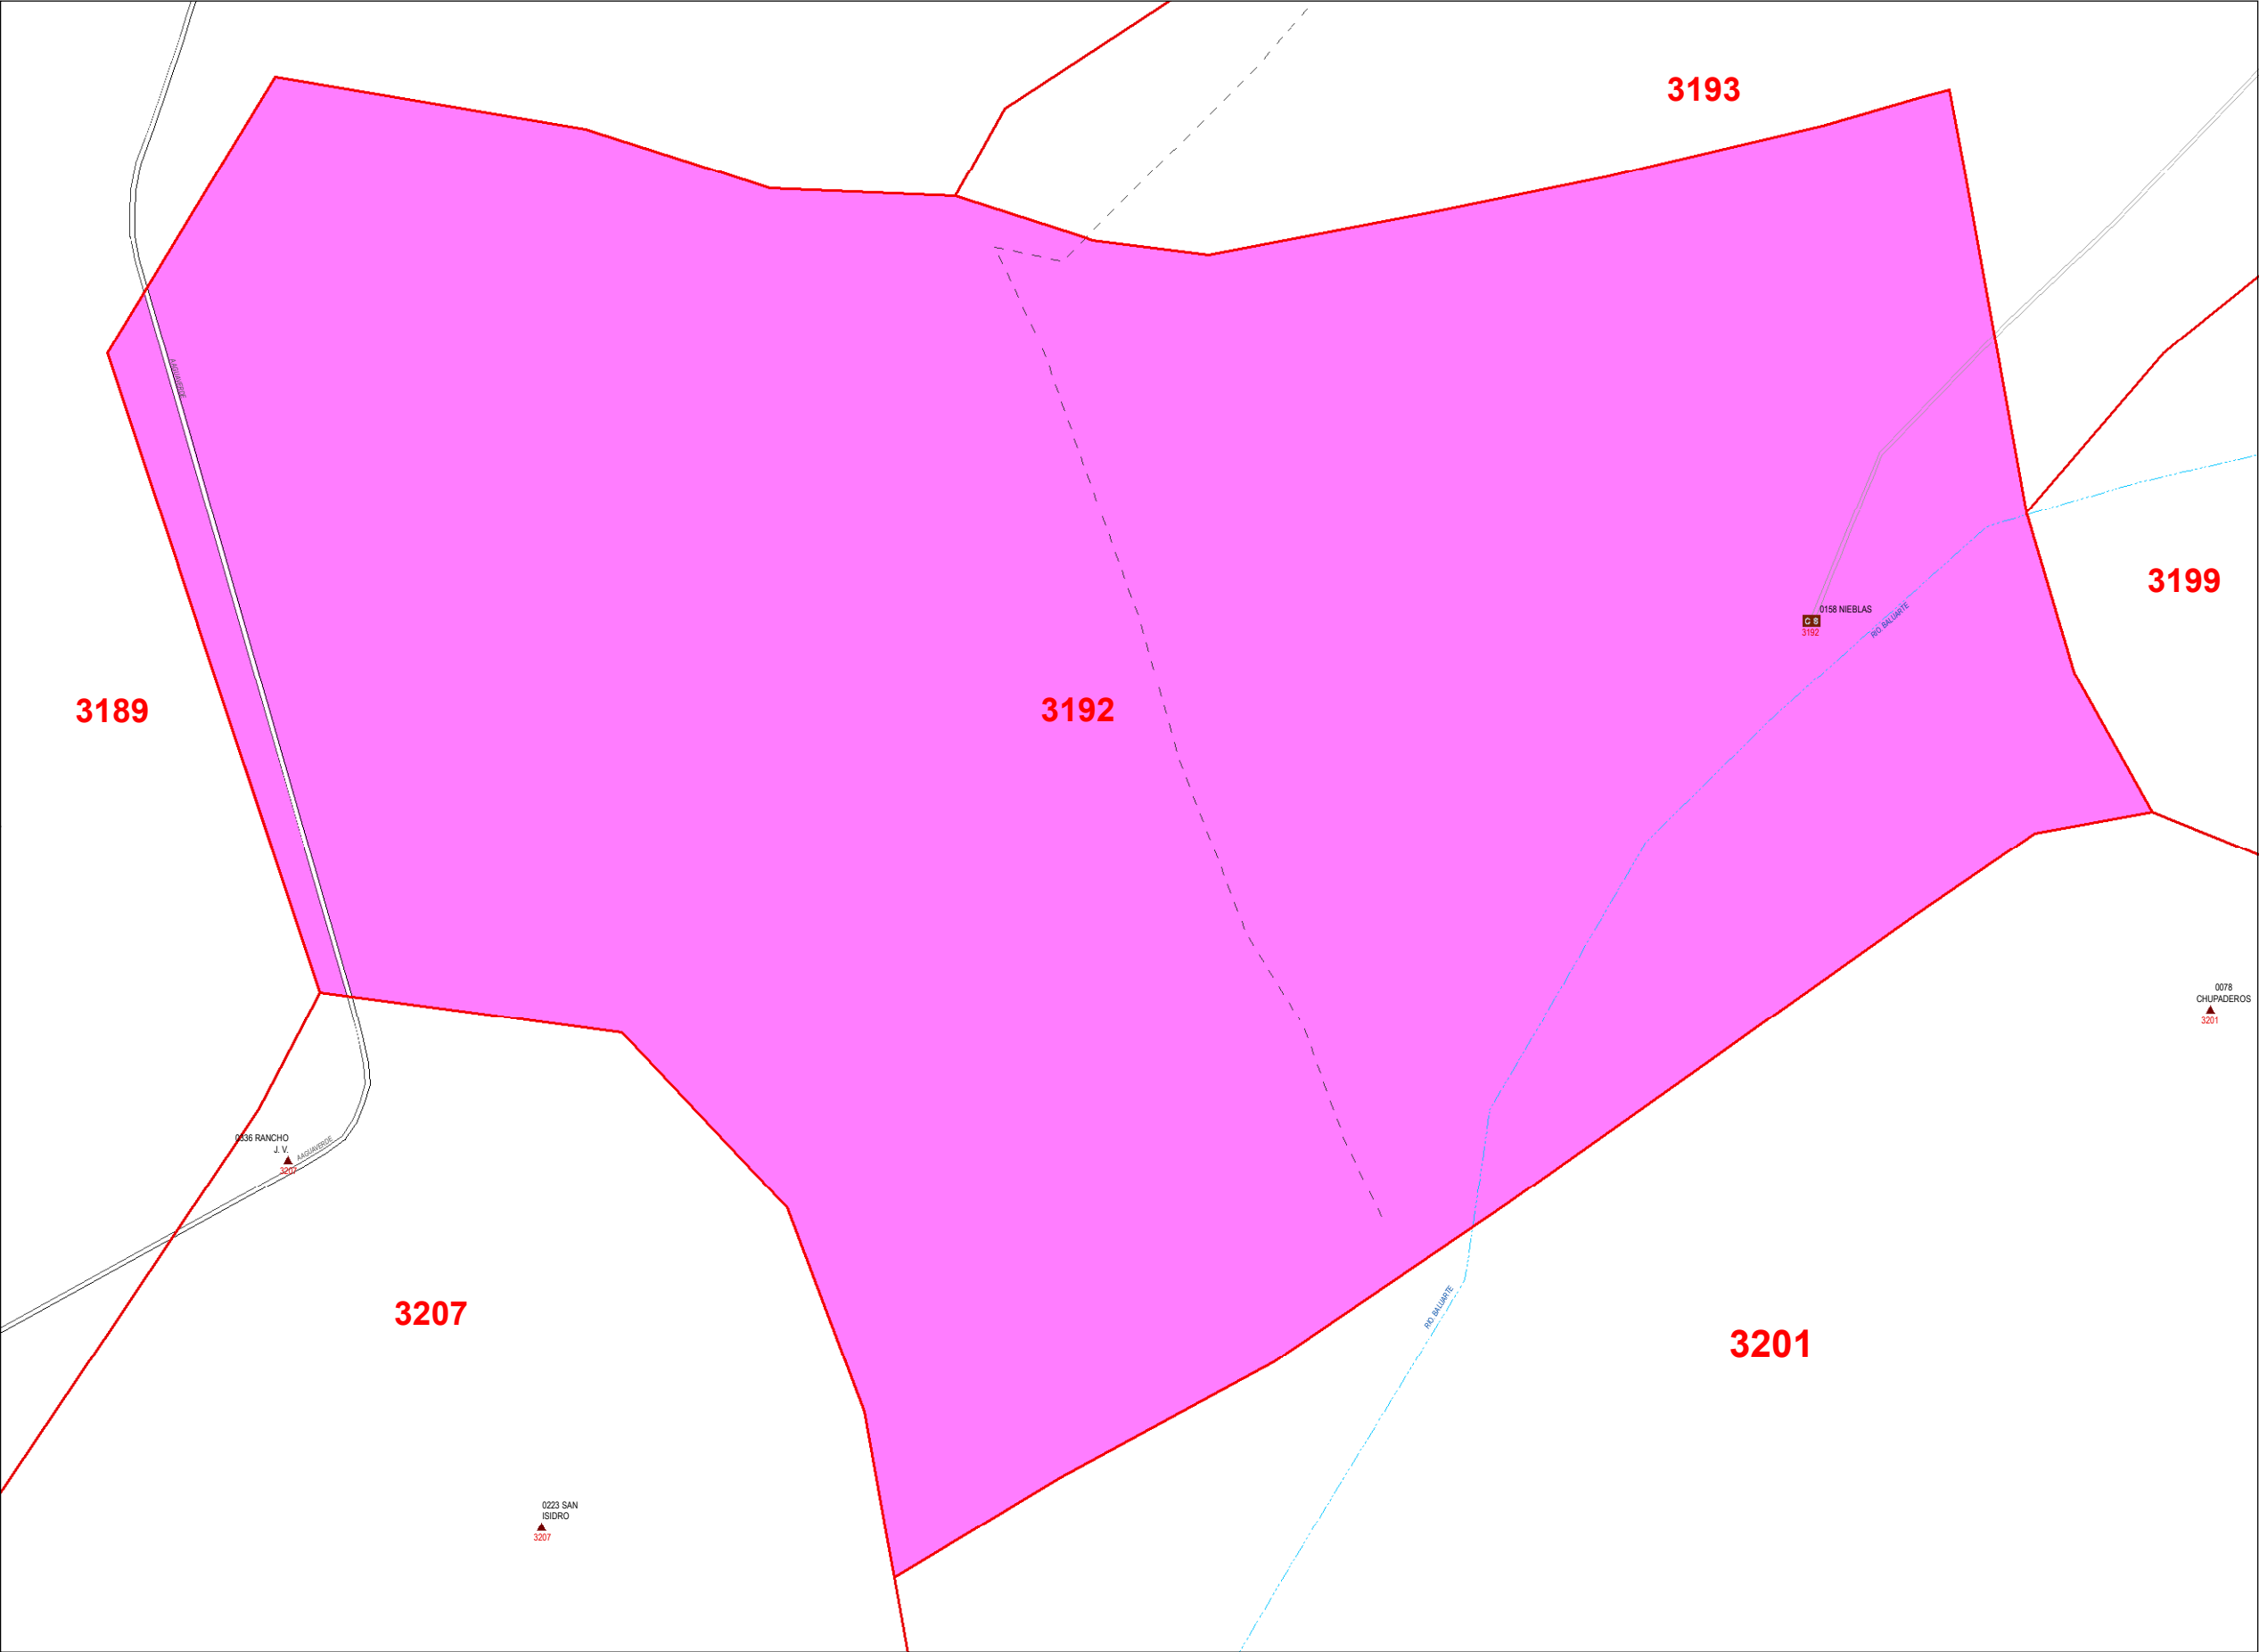 3193
AAGUAVERDE
3199
0158 NIEBLAS
C S
3192
RIO. BALUARTE
3189
3192
0078
CHUPADEROS
3201
0336 RANCHO
J. V.
3207
AAGUAVERDE
3207
RIO. BALUARTE
3201
0223 SAN
ISIDRO
3207